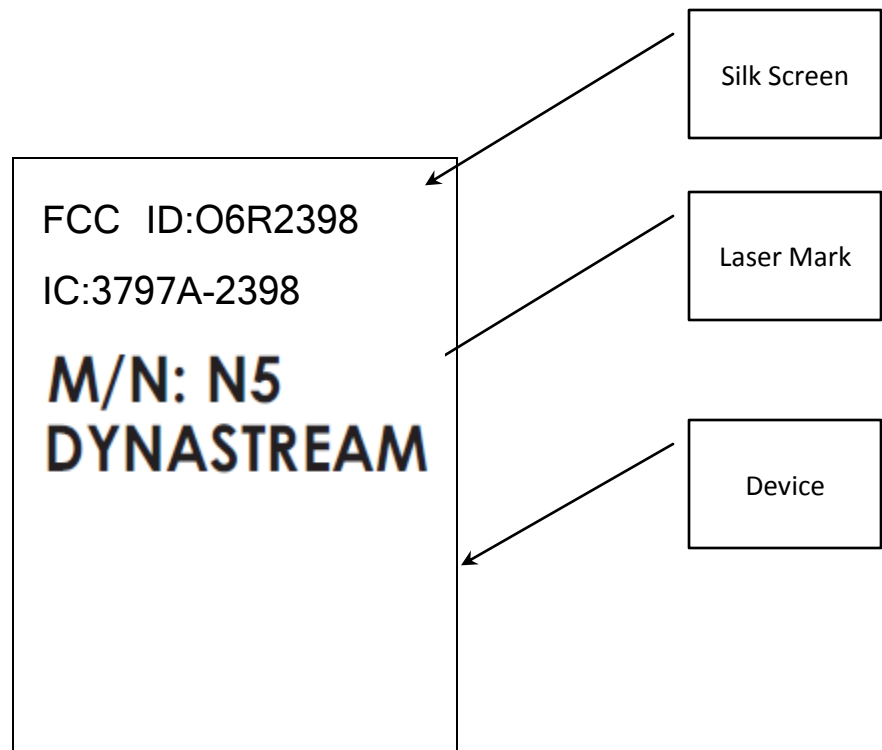 Silk Screen
FCC ID:O6R2398
Laser Mark
IC:3797A-2398
M/N: N5
DYNASTREAM
Device